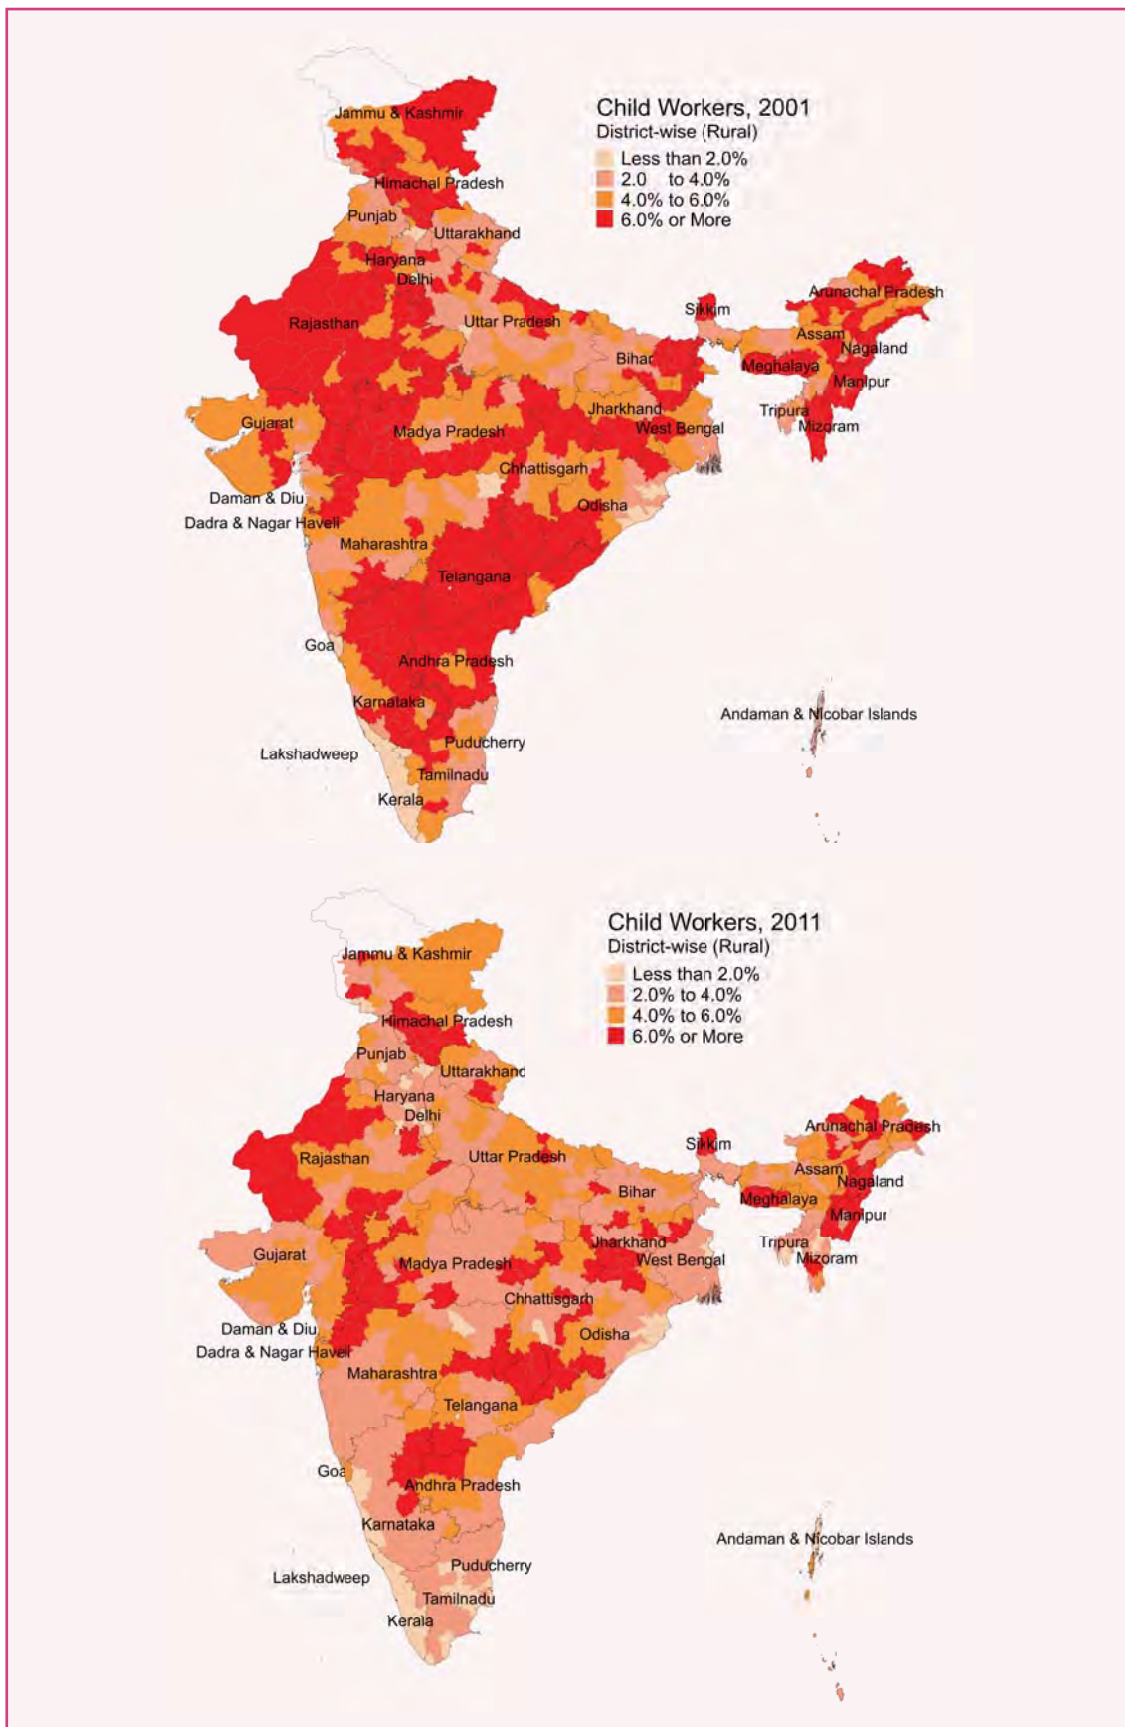 Child Workers, 2001
District-wise (Rural)
Less than 2.0%
2.0 to 4.0%
4.0% to 6.0%
6.0% or More
Jammu & Kashmir
Himachal Pradesh
Punjab
Uttarakhand
Haryana
Delhi
Rajasthan
Uttar Pradesh
Sikkim
Arunachal Pradesh
Assam
Nagaland
Bihar
Meghalaya
Manipur
Jharkhand
Tripura
Gujarat
Madya Pradesh
West Bengal
Mizoram
Chhattisgarh
Daman & Diu
Odisha
Dadra & Nagar Haveli
Maharashtra
Telangana
Goa
Andhra Pradesh
Karnataka
Andaman & Nicobar Islands
Puducherry
Lakshadweep
Tamilnadu
Kerala
Child Workers, 2011
District-wise (Rural)
Less than 2.0%
2.0% to 4.0%
4.0% to 6.0%
6.0% or More
Jammu & Kashmir
Himachal Pradesh
Punjab
Uttarakhand
Haryana
Delhi
Rajasthan
Uttar Pradesh
Sikkim
Arunachal Pradesh
Assam
Nagaland
Bihar
Meghalaya
Manipur
Jharkhand
Tripura
Gujarat
Madya Pradesh
West Bengal
Mizoram
Chhattisgarh
Daman & Diu
Odisha
Dadra & Nagar Haveli
Maharashtra
Telangana
Goa
Andhra Pradesh
Karnataka
Andaman & Nicobar Islands
Puducherry
Lakshadweep
Tamilnadu
Kerala